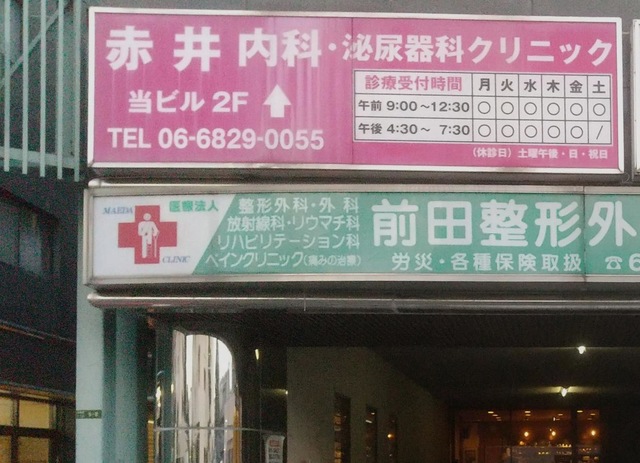 赤井 内科・泌尿器科クリニック
当ビル 2F ↑
TEL 06-6829-0055
診療受付時間 月 火 水 木 金 土
午前 9:00～12:30 ○ ○ ○ ○ ○ ○
午後 4:30～ 7:30 ○ ○ ○ ○ ○ /
(休診日) 土曜午後・日・祝日
MAEDA
CLINIC
医療法人
整形外科・外科
放射線科・リウマチ科
リハビリテーション科
ペインクリニック(痛みの治療)
前田整形外
労災・各種保険取扱 ☎6